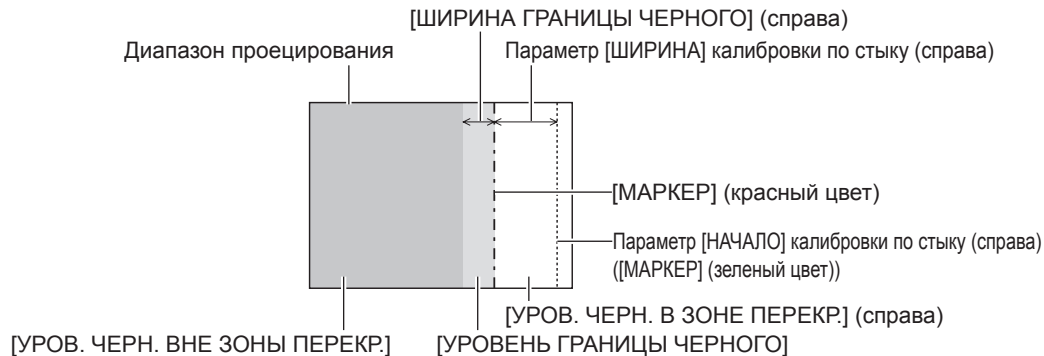 [ШИРИНА ГРАНИЦЫ ЧЕРНОГО] (справа)
Диапазон проецирования
Параметр [ШИРИНА] калибровки по стыку (справа)
[МАРКЕР] (красный цвет)
Параметр [НАЧАЛО] калибровки по стыку (справа)
([МАРКЕР] (зеленый цвет))
[УРОВ. ЧЕРН. В ЗОНЕ ПЕРЕКР.] (справа)
[УРОВ. ЧЕРН. ВНЕ ЗОНЫ ПЕРЕКР.]
[УРОВЕНЬ ГРАНИЦЫ ЧЕРНОГО]